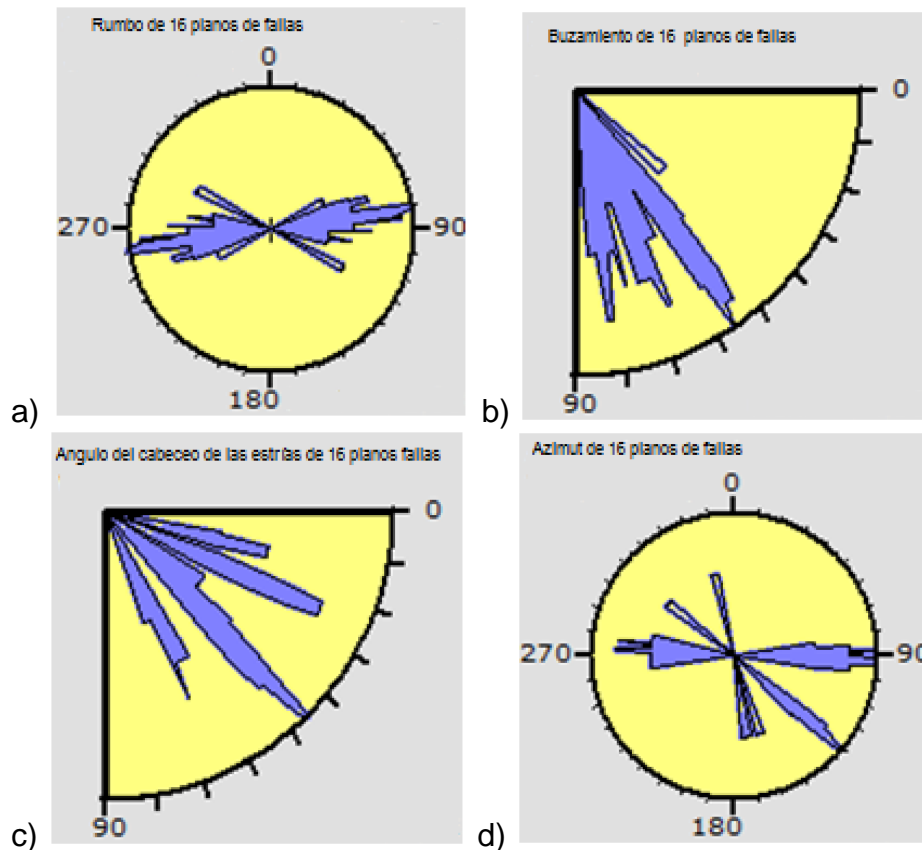 Rumbo de 16 planos de fallas
0
270
90
180
a)
Buzamiento de 16 planos de fallas
0
90
b)
Angulo del cabeceo de las estrías de 16 planos fallas
0
90
c)
Azimut de 16 planos de fallas
0
270
90
180
d)